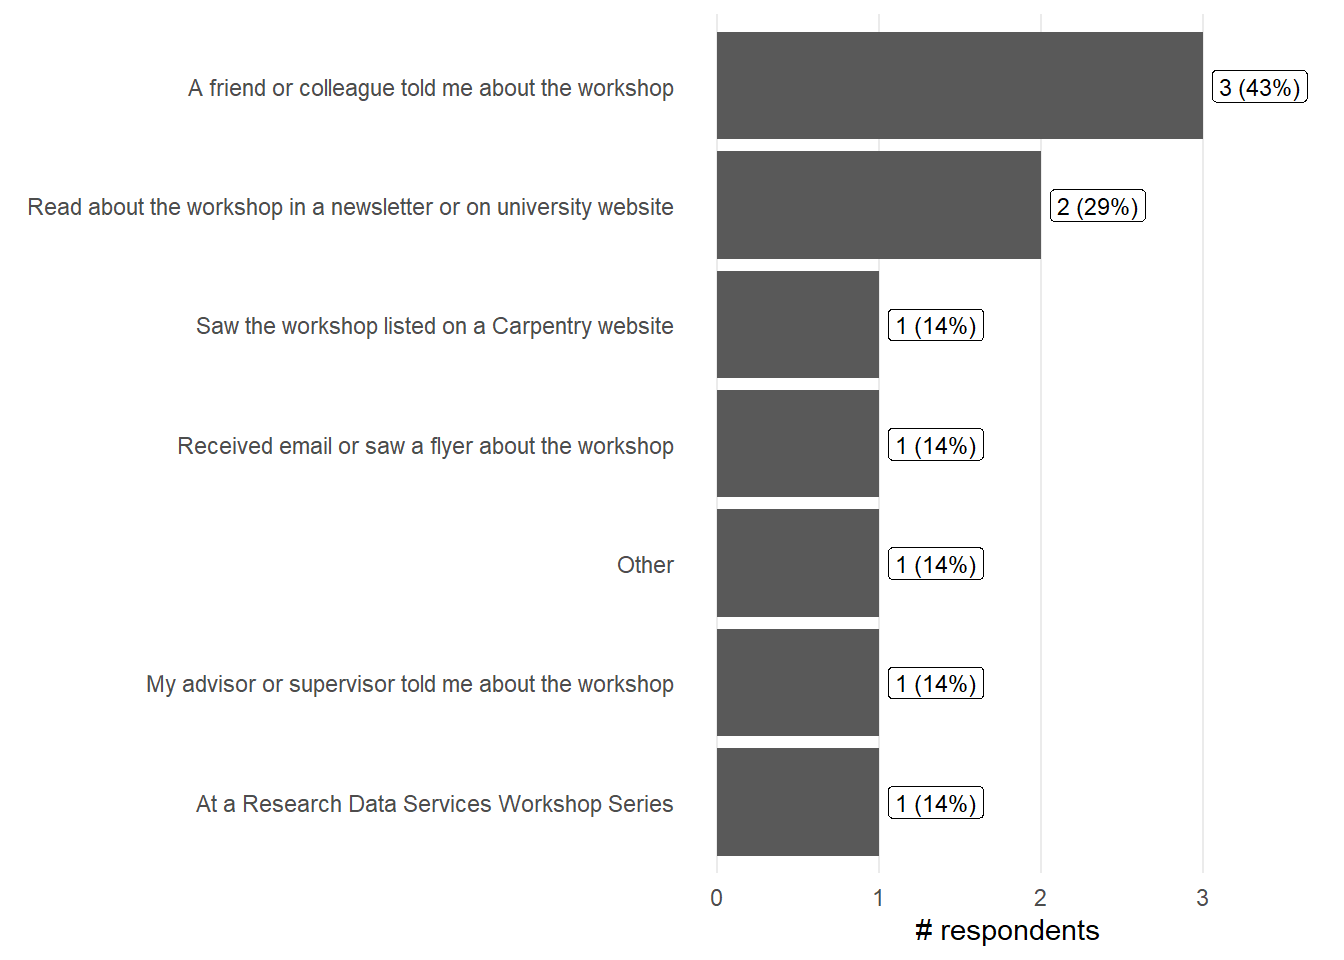 A friend or colleague told me about the workshop
3 (43%)
Read about the workshop in a newsletter or on university website
2 (29%)
Saw the workshop listed on a Carpentry website
1 (14%)
Received email or saw a flyer about the workshop
1 (14%)
Other
1 (14%)
My advisor or supervisor told me about the workshop
1 (14%)
At a Research Data Services Workshop Series
1 (14%)
0 1 2 3
# respondents